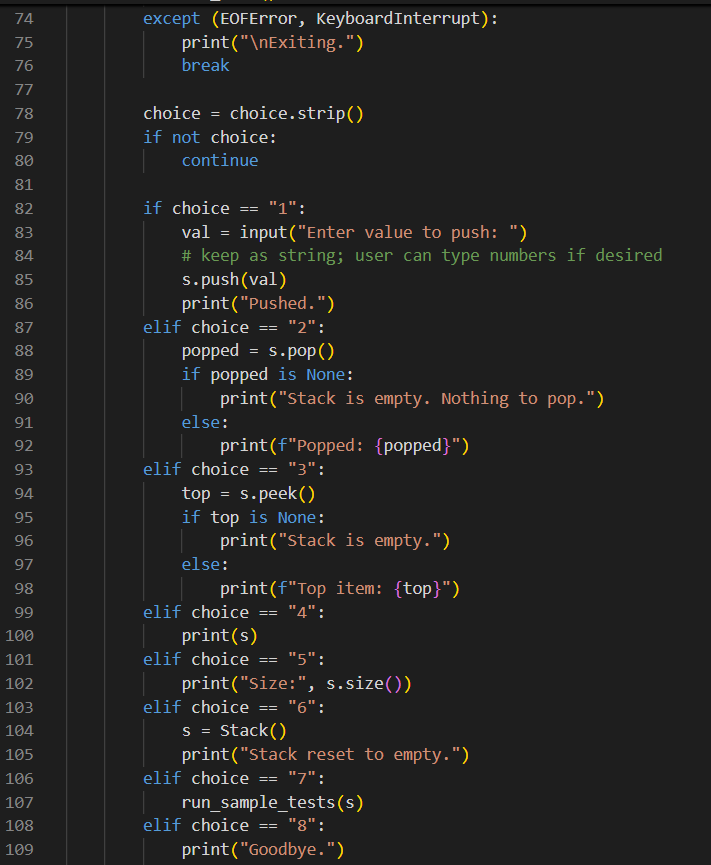 74 except (EOFError, KeyboardInterrupt):
75 print("\nExiting.")
76 break
77
78 choice = choice.strip()
79 if not choice:
80 continue
81
82 if choice == "1":
83 val = input("Enter value to push: ")
84 # keep as string; user can type numbers if desired
85 s.push(val)
86 print("Pushed.")
87 elif choice == "2":
88 popped = s.pop()
89 if popped is None:
90 print("Stack is empty. Nothing to pop.")
91 else:
92 print(f"Popped: {popped}")
93 elif choice == "3":
94 top = s.peek()
95 if top is None:
96 print("Stack is empty.")
97 else:
98 print(f"Top item: {top}")
99 elif choice == "4":
100 print(s)
101 elif choice == "5":
102 print("Size:", s.size())
103 elif choice == "6":
104 s = Stack()
105 print("Stack reset to empty.")
106 elif choice == "7":
107 run_sample_tests(s)
108 elif choice == "8":
109 print("Goodbye.")